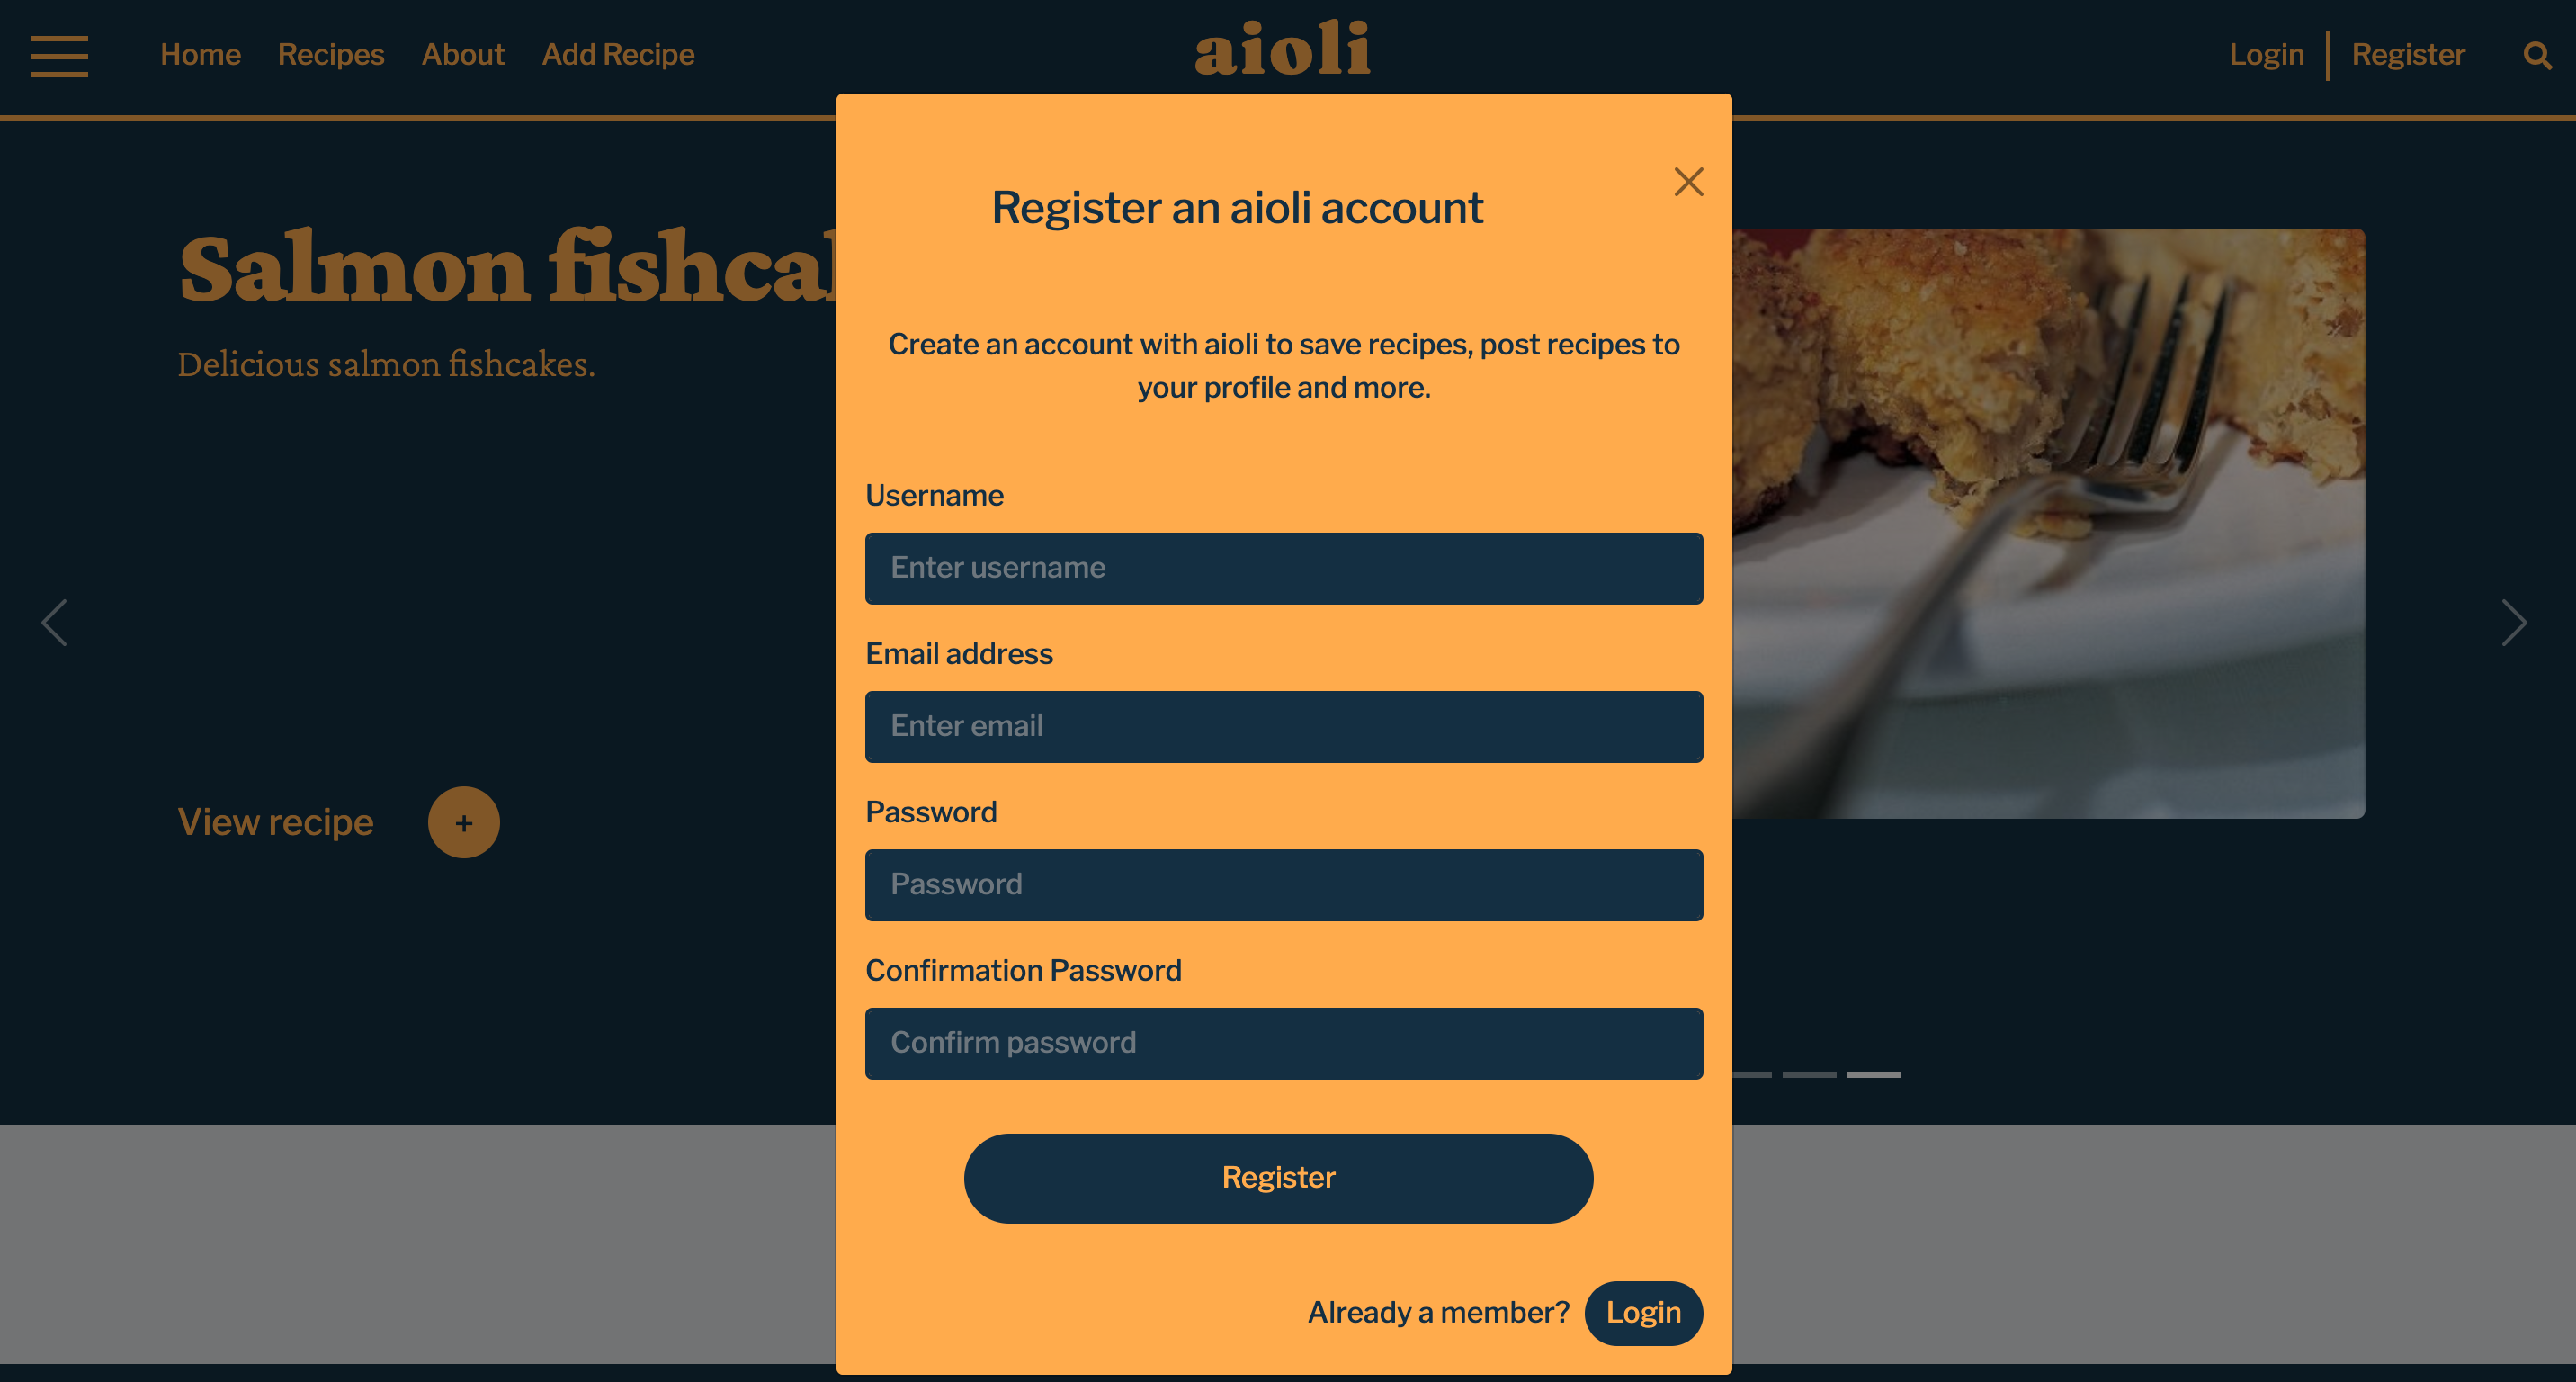 Home Recipes About Add Recipe
aioli
Login Register
Register an aioli account
Salmon fishca
Delicious salmon fishcakes.
Create an account with aioli to save recipes, post recipes to
your profile and more.
Username
Enter username
Email address
Enter email
View recipe +
Password
Password
Confirmation Password
Confirm password
Register
Already a member? Login